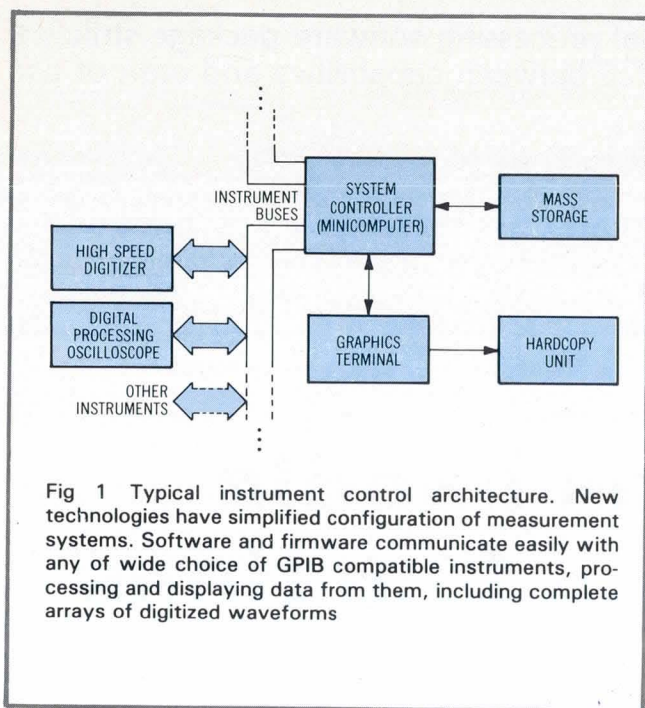 INSTRUMENT
BUSES
SYSTEM
CONTROLLER
(MINICOMPUTER)
MASS
STORAGE
HIGH SPEED
DIGITIZER
DIGITAL
PROCESSING
OSCILLOSCOPE
GRAPHICS
TERMINAL
HARDCOPY
UNIT
OTHER
INSTRUMENTS
Fig 1 Typical instrument control architecture. New
technologies have simplified configuration of measurement
systems. Software and firmware communicate easily with
any of wide choice of GPIB compatible instruments, pro-
cessing and displaying data from them, including complete
arrays of digitized waveforms